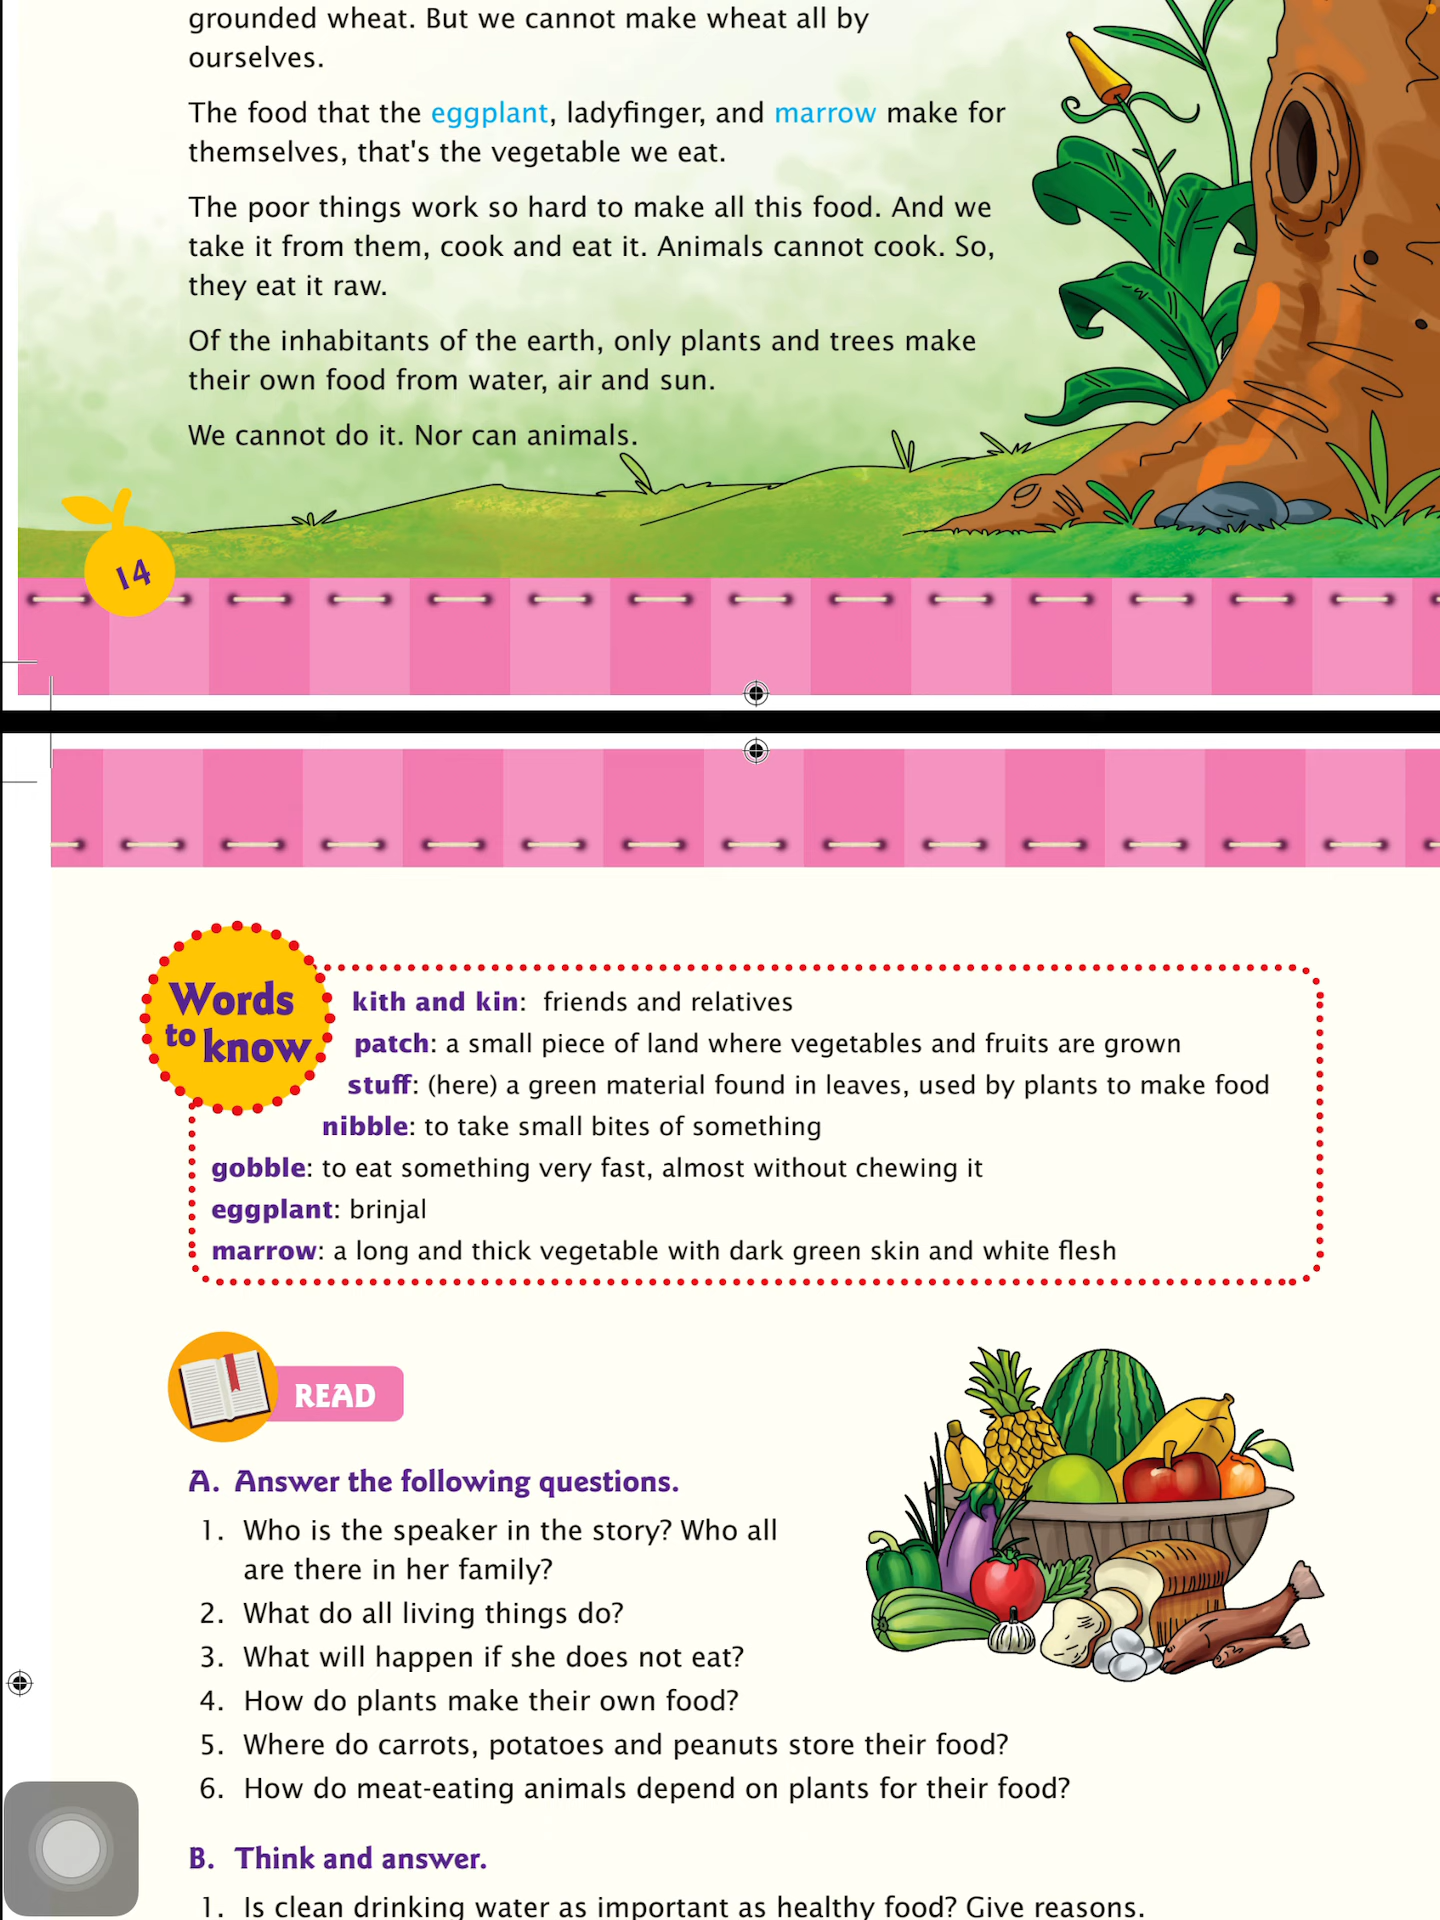 grounded wheat. But we cannot make wheat all by
ourselves.
The food that the eggplant, ladyfinger, and marrow make for
themselves, that's the vegetable we eat.
The poor things work so hard to make all this food. And we
take it from them, cook and eat it. Animals cannot cook. So,
they eat it raw.
Of the inhabitants of the earth, only plants and trees make
their own food from water, air and sun.
We cannot do it. Nor can animals.
14
Words
to know
kith and kin: friends and relatives
patch: a small piece of land where vegetables and fruits are grown
stuff: (here) a green material found in leaves, used by plants to make food
nibble: to take small bites of something
gobble: to eat something very fast, almost without chewing it
eggplant: brinjal
marrow: a long and thick vegetable with dark green skin and white flesh
READ
A. Answer the following questions.
1. Who is the speaker in the story? Who all
are there in her family?
2. What do all living things do?
3. What will happen if she does not eat?
4. How do plants make their own food?
5. Where do carrots, potatoes and peanuts store their food?
6. How do meat-eating animals depend on plants for their food?
B. Think and answer.
1. Is clean drinking water as important as healthy food? Give reasons.